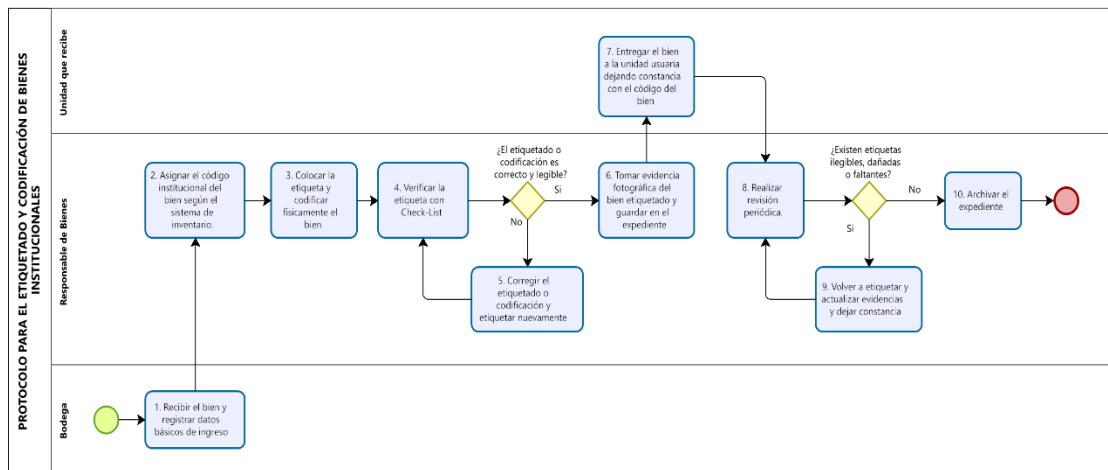 PROTOCOLO PARA EL ETIQUETADO Y CODIFICACIÓN DE BIENES
INSTITUCIONALES
Unidad que recibe
7. Entregar el bien
a la unidad usuaria
dejando constancia
con el código del
bien
Responsable de Bienes
2. Asignar el código
institucional del
bien según el
sistema de
inventario.
3. Colocar la
etiqueta y
codificar
físicamente el
bien
4. Verificar la
etiqueta con
Check-List
¿El etiquetado o
codificación es
correcto y legible?
Si
No
5. Corregir el
etiquetado o
codificación y
etiquetar nuevamente
6. Tomar evidencia
fotográfica del
bien etiquetado y
guardar en el
expediente
8. Realizar
revisión
periódica.
¿Existen etiquetas
ilegibles, dañadas
o faltantes?
No
Si
9. Volver a etiquetar y
actualizar evidencias
y dejar constancia
10. Archivar el
expediente
Bodega
1. Recibir el bien y
registrar datos
básicos de ingreso